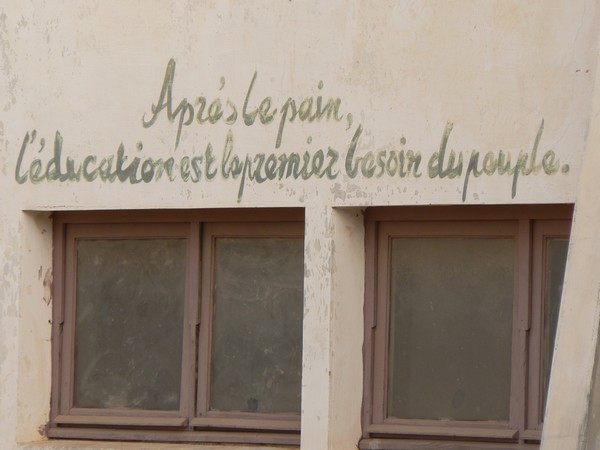 Après le pain,
l'éducation est le premier besoin du peuple.